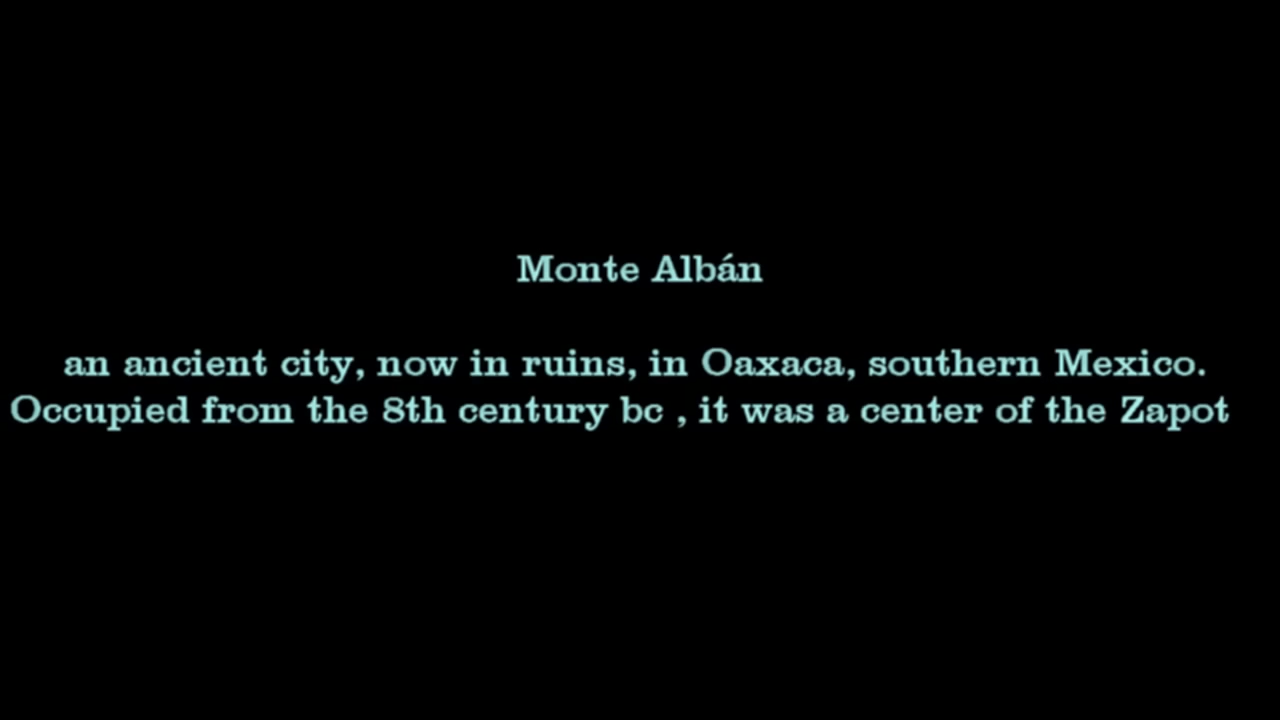 Monte Albán
an ancient city, now in ruins, in Oaxaca, southern Mexico.
Occupied from the 8th century bc , it was a center of the Zapot